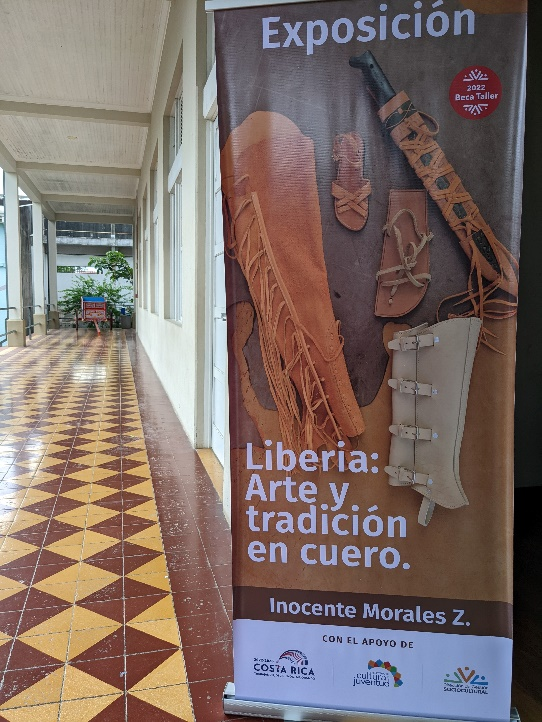 Exposición
2022
Beca Taller
Liberia:
Arte y
tradición
en cuero.
Inocente Morales Z.
CON EL APOYO DE
COSTA RICA
cultura
juventud
SOCIOCULTURAL